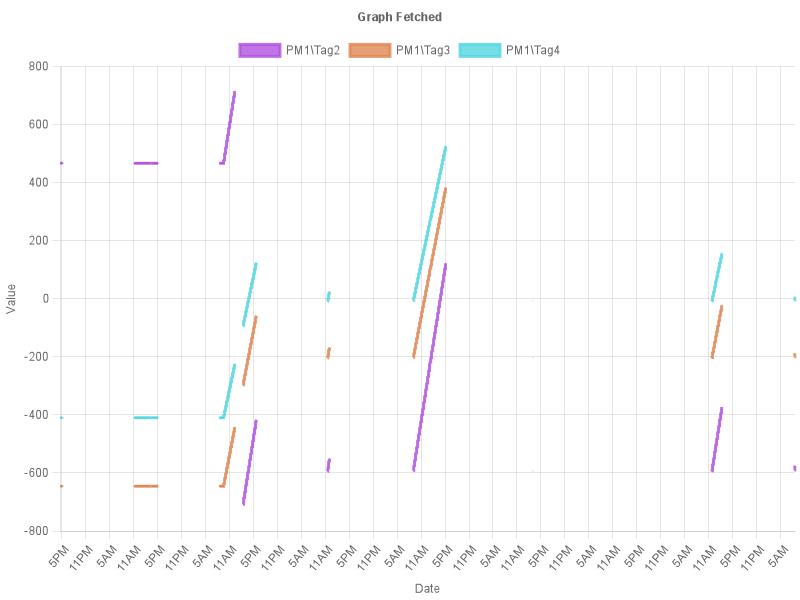 Graph Fetched
PM1\Tag2 PM1\Tag3 PM1\Tag4
800
600
400
200
0
-200
-400
-600
-800
Value
5PM 11PM 5AM 11AM 5PM 11PM 5AM 11AM 5PM 11PM 5AM 11AM 5PM 11PM 5AM 11AM 5PM 11PM 5AM 11AM 5PM 11PM 5AM 11AM 5PM 11PM 5AM 11AM 5PM 11PM 5AM
Date